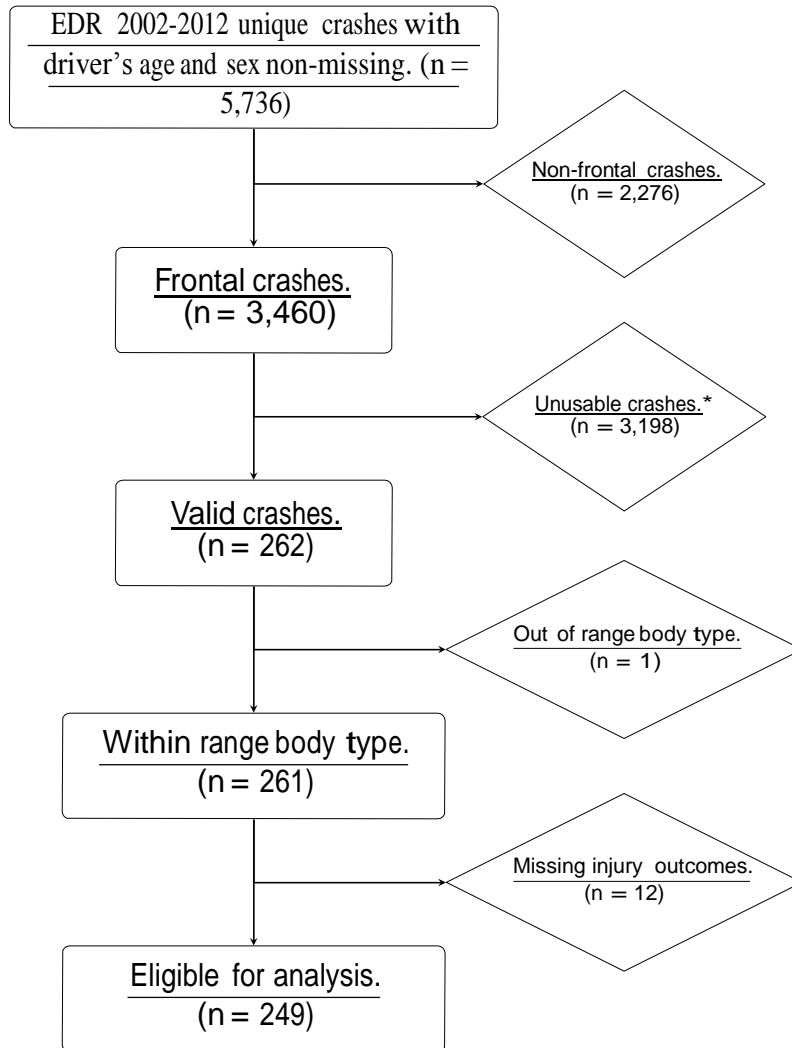 EDR 2002-2012 unique crashes with
driver's age and sex non-missing. (n =
5,736)
Non-frontal crashes.
(n = 2,276)
Frontal crashes.
(n = 3,460)
Unusable crashes.*
(n = 3,198)
Valid crashes.
(n = 262)
Out of range body type.
(n = 1)
Within range body type.
(n = 261)
Missing injury outcomes.
(n = 12)
Eligible for analysis.
(n = 249)